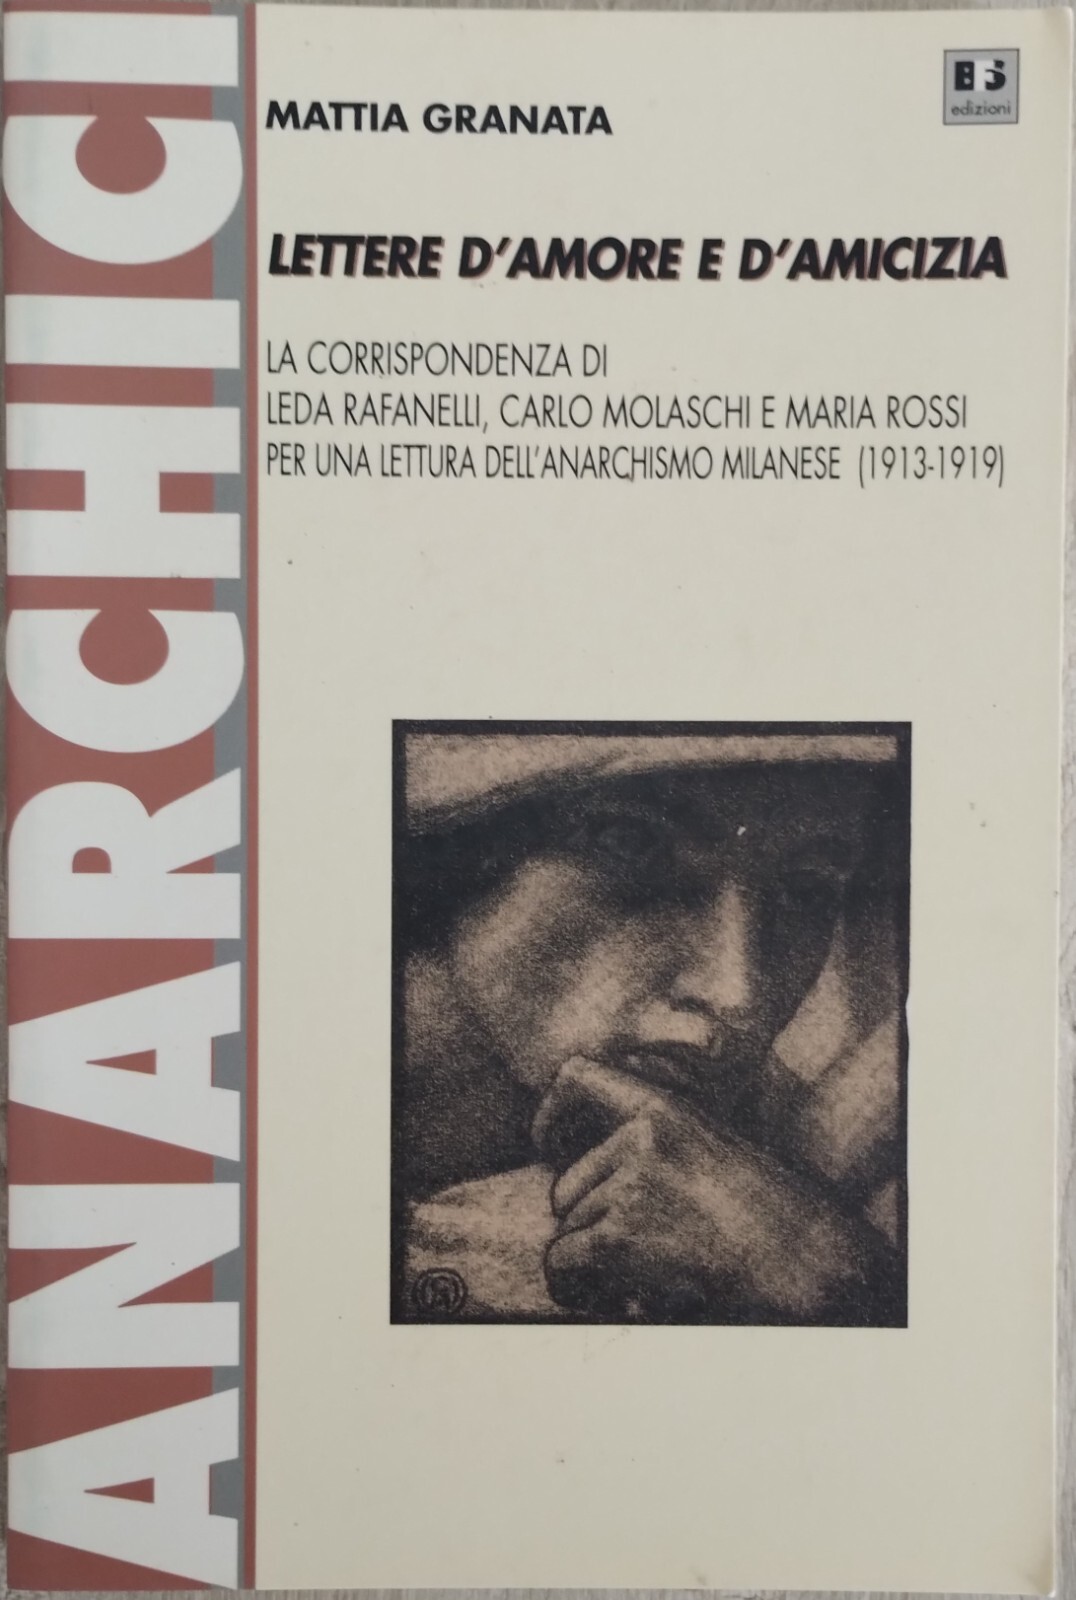 ANARCHICI
MATTIA GRANATA
BFS
edizioni
LETTERE D'AMORE E D'AMICIZIA
LA CORRISPONDENZA DI
LEDA RAFANELLI, CARLO MOLASCHI E MARIA ROSSI
PER UNA LETTURA DELL'ANARCHISMO MILANESE (1913-1919)